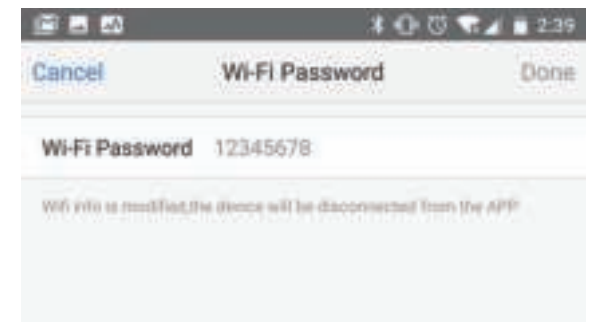 2:39
Cancel Wi-Fi Password Done
Wi-Fi Password 12345678
Wifi info is modified,the device will be disconnected from the APP!